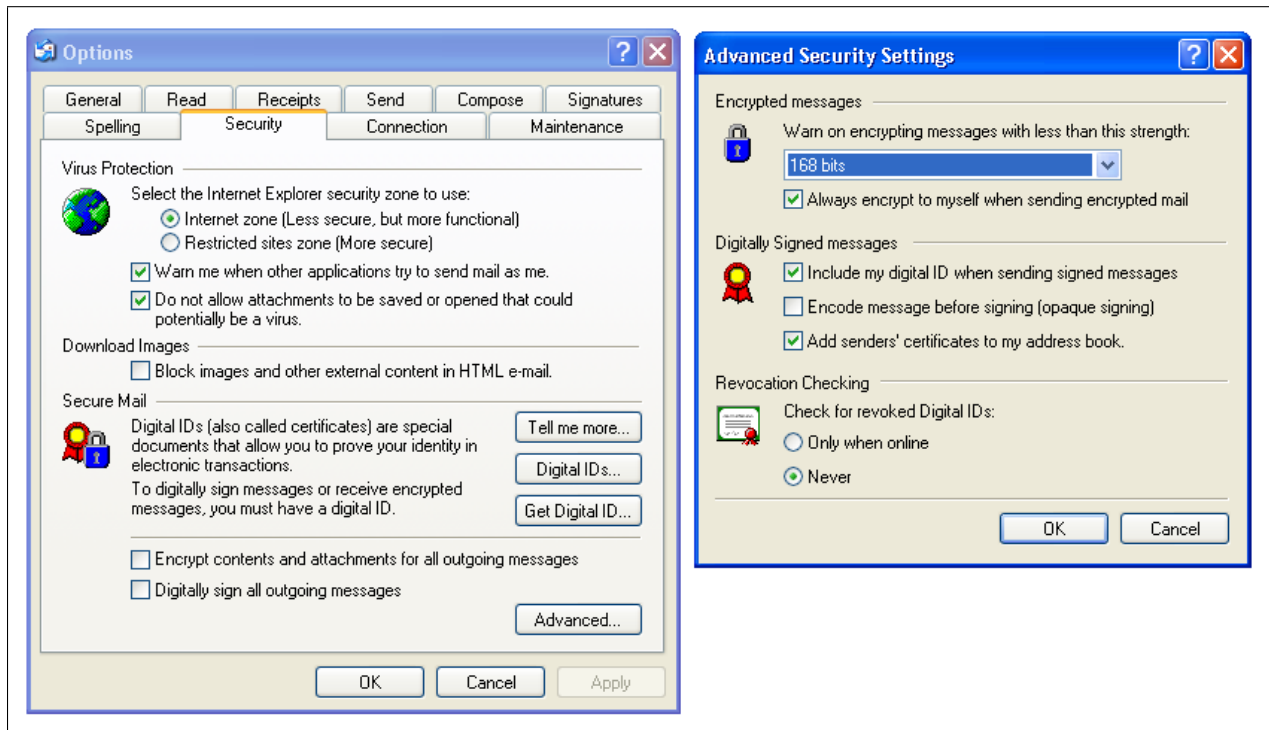 Options
General Read Receipts Send Compose Signatures
Spelling Security Connection Maintenance
Virus Protection
Select the Internet Explorer security zone to use:
Internet zone (Less secure, but more functional)
Restricted sites zone (More secure)
Warn me when other applications try to send mail as me.
Do not allow attachments to be saved or opened that could
potentially be a virus.
Download Images
Block images and other external content in HTML e-mail.
Secure Mail
Digital IDs (also called certificates) are special
documents that allow you to prove your identity in
electronic transactions.
To digitally sign messages or receive encrypted
messages, you must have a digital ID.
Tell me more...
Digital IDs...
Get Digital ID...
Encrypt contents and attachments for all outgoing messages
Digitally sign all outgoing messages
Advanced...
OK Cancel Apply
Advanced Security Settings
Encrypted messages
Warn on encrypting messages with less than this strength:
168 bits
Always encrypt to myself when sending encrypted mail
Digitally Signed messages
Include my digital ID when sending signed messages
Encode message before signing (opaque signing)
Add senders' certificates to my address book.
Revocation Checking
Check for revoked Digital IDs:
Only when online
Never
OK Cancel